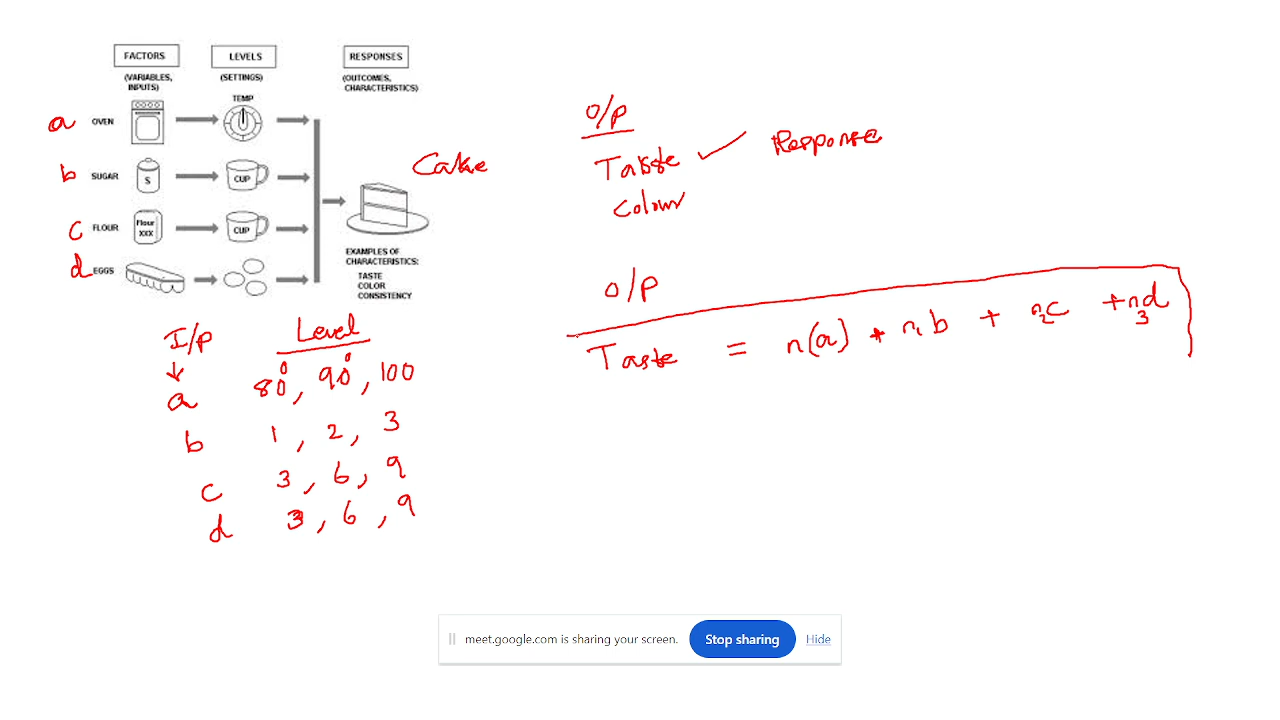 FACTORS LEVELS RESPONSES
(VARIABLES, INPUTS) (SETTINGS) (OUTCOMES, CHARACTERISTICS)
TEMP
a OVEN
b SUGAR S CUP
c FLOUR Flour XXX CUP
d EGGS
Cake
EXAMPLES OF
CHARACTERISTICS:
TASTE
COLOR
CONSISTENCY
I/P Level
a 80°, 90°, 100
b 1, 2, 3
c 3, 6, 9
d 3, 6, 9
O/P
Taste ✓ Response
Colour
O/P
Taste = n(a) + n₁b + n₂c + n₃d
meet.google.com is sharing your screen. Stop sharing Hide